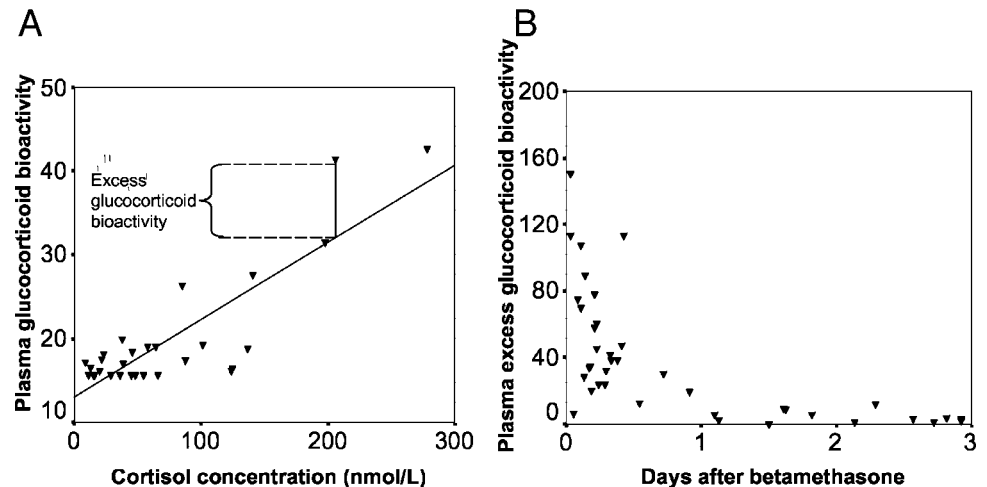 A
Plasma glucocorticoid bioactivity
50
40
30
20
10
Excess
glucocorticoid
bioactivity
0
100
200
300
Cortisol concentration (nmol/L)
B
Plasma excess glucocorticoid bioactivity
200
160
120
80
40
0
0
1
2
3
Days after betamethasone